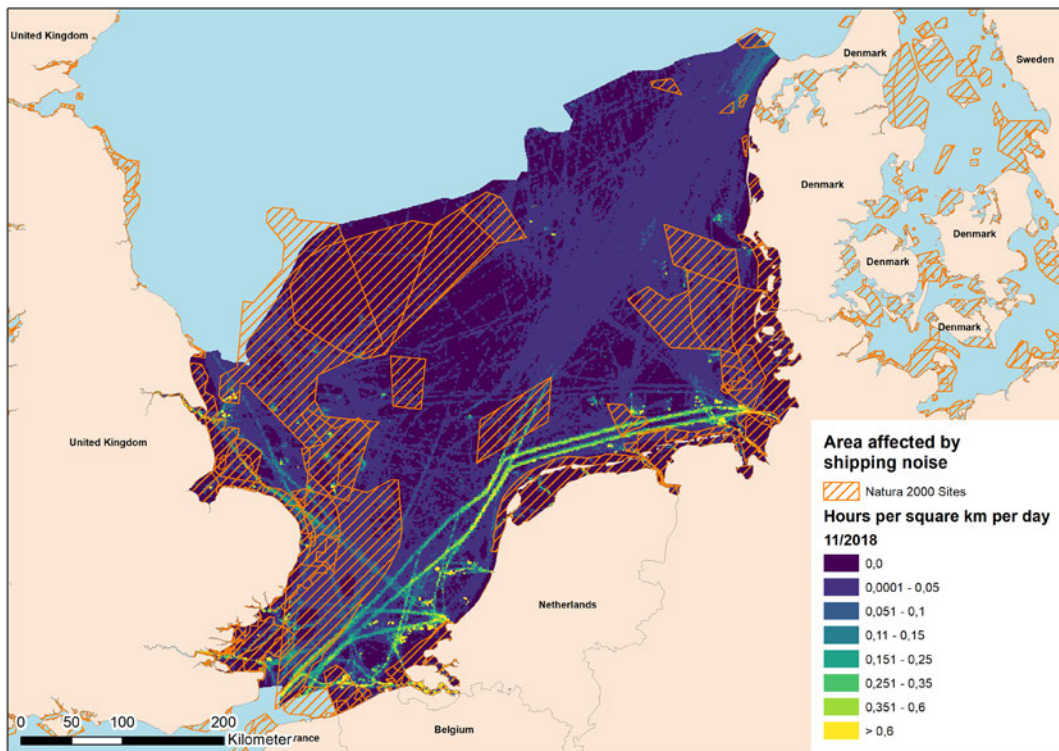 United Kingdom
Denmark
Sweden
Denmark
Denmark
Denmark
Denmark
United Kingdom
Netherlands
Belgium
rance
Area affected by
shipping noise
Natura 2000 Sites
Hours per square km per day
11/2018
0,0
0,0001 - 0,05
0,051 - 0,1
0,11 - 0,15
0,151 - 0,25
0,251 - 0,35
0,351 - 0,6
> 0,6
0 50 100 200
Kilometer